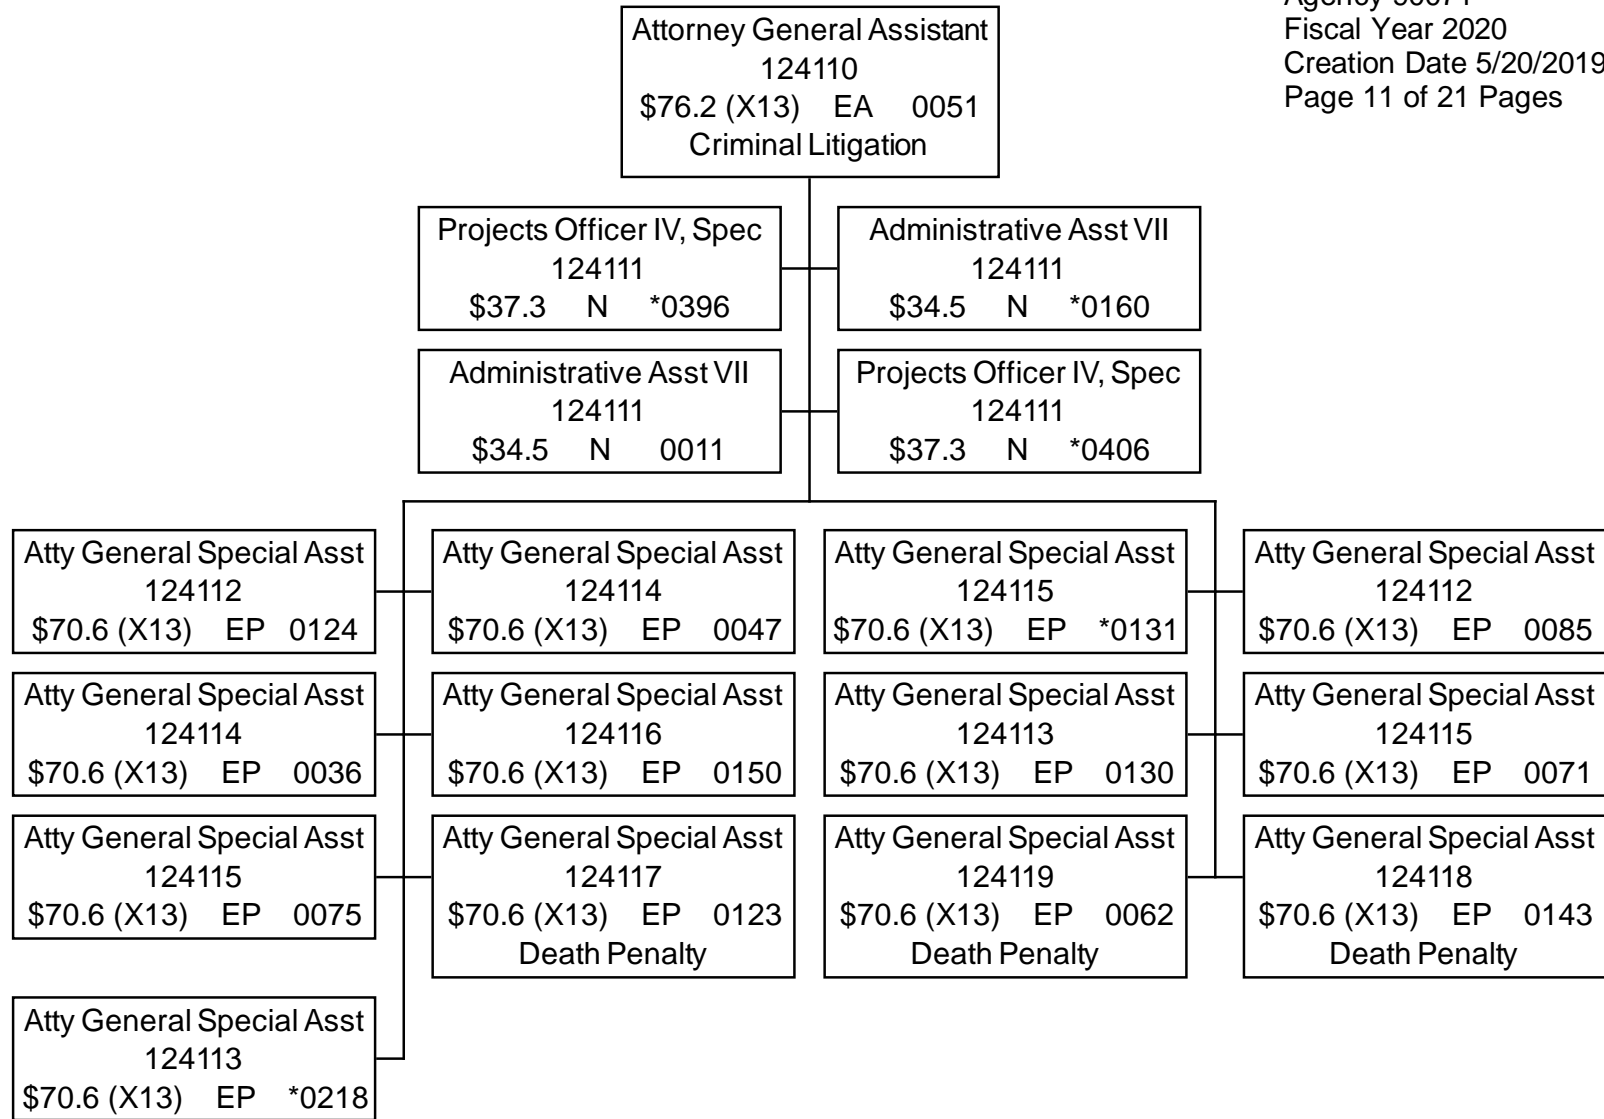 Fiscal Year 2020
Creation Date 5/20/2019
Page 11 of 21 Pages
Attorney General Assistant
124110
$76.2 (X13) EA 0051
Criminal Litigation
Projects Officer IV, Spec
124111
$37.3 N *0396
Administrative Asst VII
124111
$34.5 N *0160
Administrative Asst VII
124111
$34.5 N 0011
Projects Officer IV, Spec
124111
$37.3 N *0406
Atty General Special Asst
124112
$70.6 (X13) EP 0124
Atty General Special Asst
124114
$70.6 (X13) EP 0047
Atty General Special Asst
124115
$70.6 (X13) EP *0131
Atty General Special Asst
124112
$70.6 (X13) EP 0085
Atty General Special Asst
124114
$70.6 (X13) EP 0036
Atty General Special Asst
124116
$70.6 (X13) EP 0150
Atty General Special Asst
124113
$70.6 (X13) EP 0130
Atty General Special Asst
124115
$70.6 (X13) EP 0071
Atty General Special Asst
124115
$70.6 (X13) EP 0075
Atty General Special Asst
124117
$70.6 (X13) EP 0123
Death Penalty
Atty General Special Asst
124119
$70.6 (X13) EP 0062
Death Penalty
Atty General Special Asst
124118
$70.6 (X13) EP 0143
Death Penalty
Atty General Special Asst
124113
$70.6 (X13) EP *0218